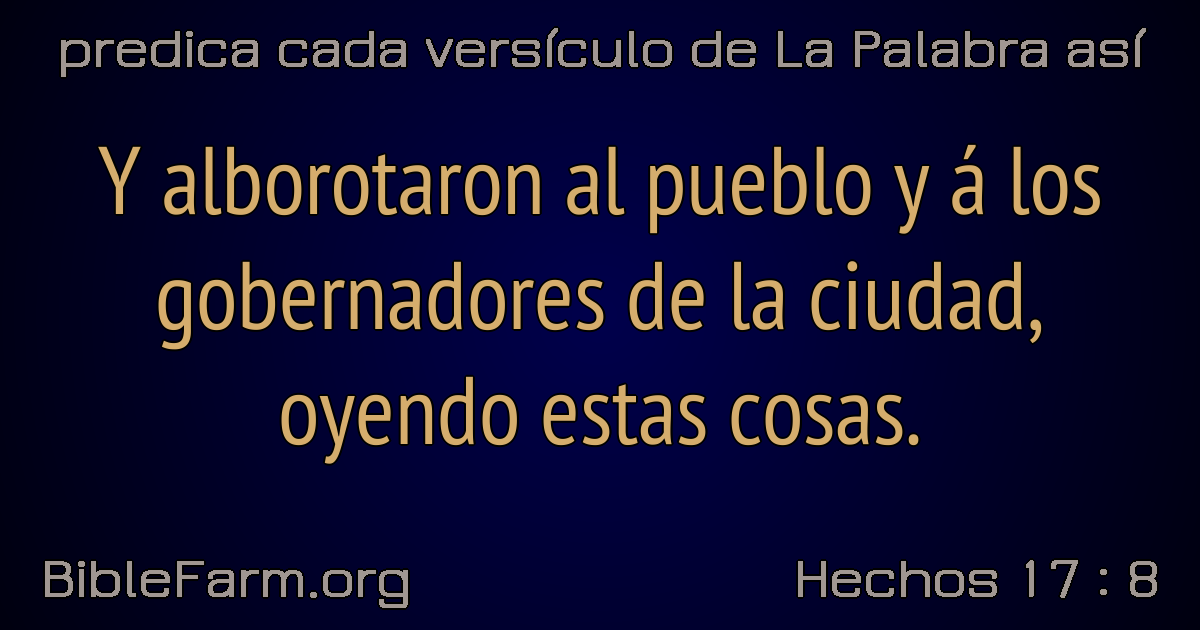 predica cada versículo de La Palabra así
Y alborotaron al pueblo y á los
gobernadores de la ciudad,
oyendo estas cosas.
BibleFarm.org
Hechos 17 : 8